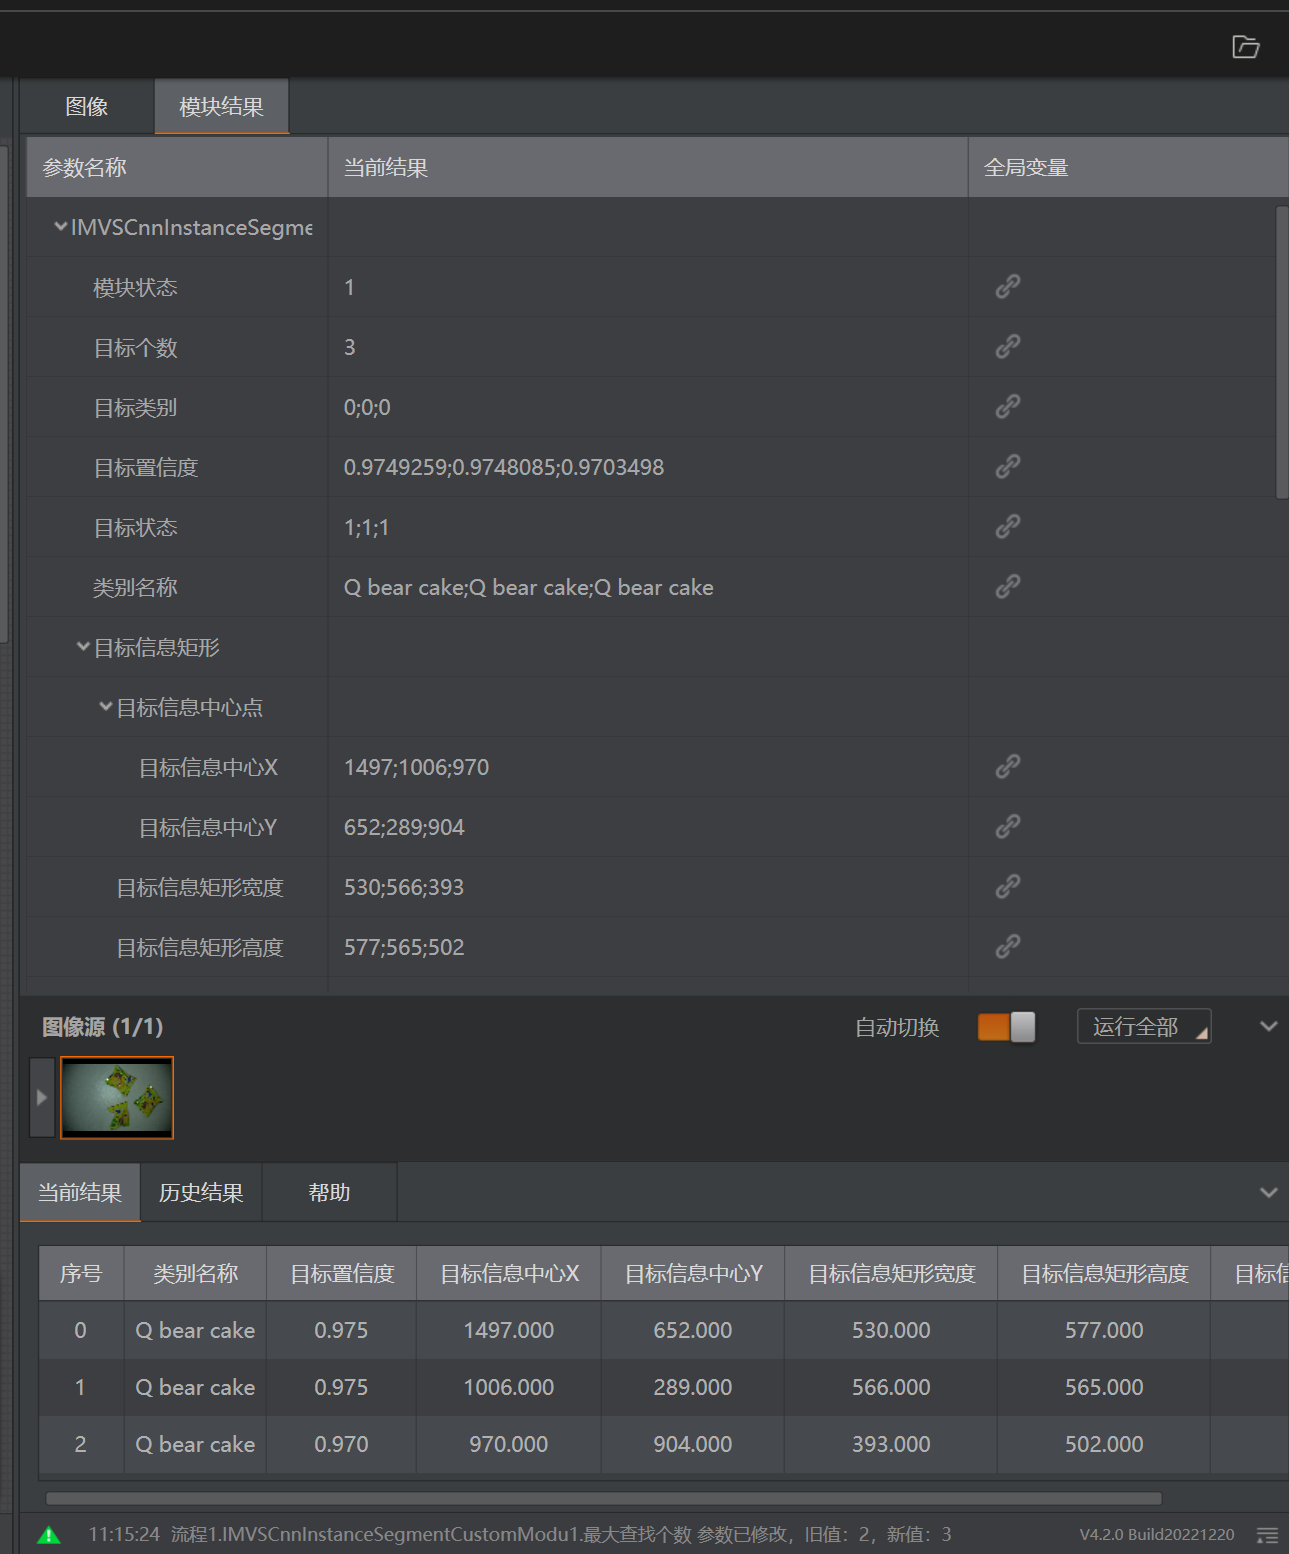 图像 模块结果
参数名称 当前结果 全局变量
IMVSCnnInstanceSegme
模块状态 1
目标个数 3
目标类别 0;0;0
目标置信度 0.9749259;0.9748085;0.9703498
目标状态 1;1;1
类别名称 Q bear cake;Q bear cake;Q bear cake
目标信息矩形
目标信息中心点
目标信息中心X 1497;1006;970
目标信息中心Y 652;289;904
目标信息矩形宽度 530;566;393
目标信息矩形高度 577;565;502
图像源 (1/1) 自动切换 运行全部
当前结果 历史结果 帮助
序号 类别名称 目标置信度 目标信息中心X 目标信息中心Y 目标信息矩形宽度 目标信息矩形高度 目标信
0 Q bear cake 0.975 1497.000 652.000 530.000 577.000
1 Q bear cake 0.975 1006.000 289.000 566.000 565.000
2 Q bear cake 0.970 970.000 904.000 393.000 502.000
11:15:24 流程1.IMVSCnnInstanceSegmentCustomModu1.最大查找个数 参数已修改，旧值：2，新值：3 V4.2.0 Build20221220